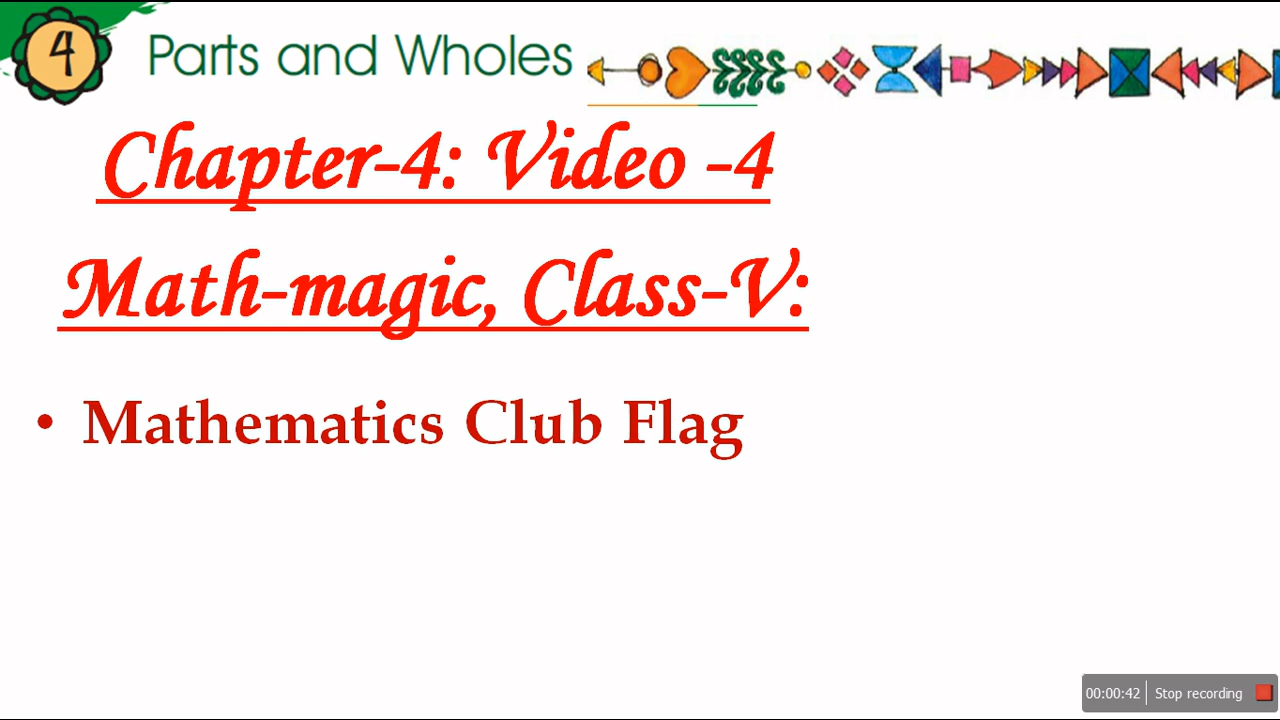 4 Parts and Wholes
Chapter-4: Video -4
Math-magic, Class-V:
• Mathematics Club Flag
00:00:42 Stop recording